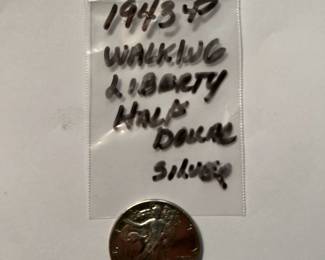 1943-P
WALKING
LIBERTY
HALF
DOLLAR
SILVER